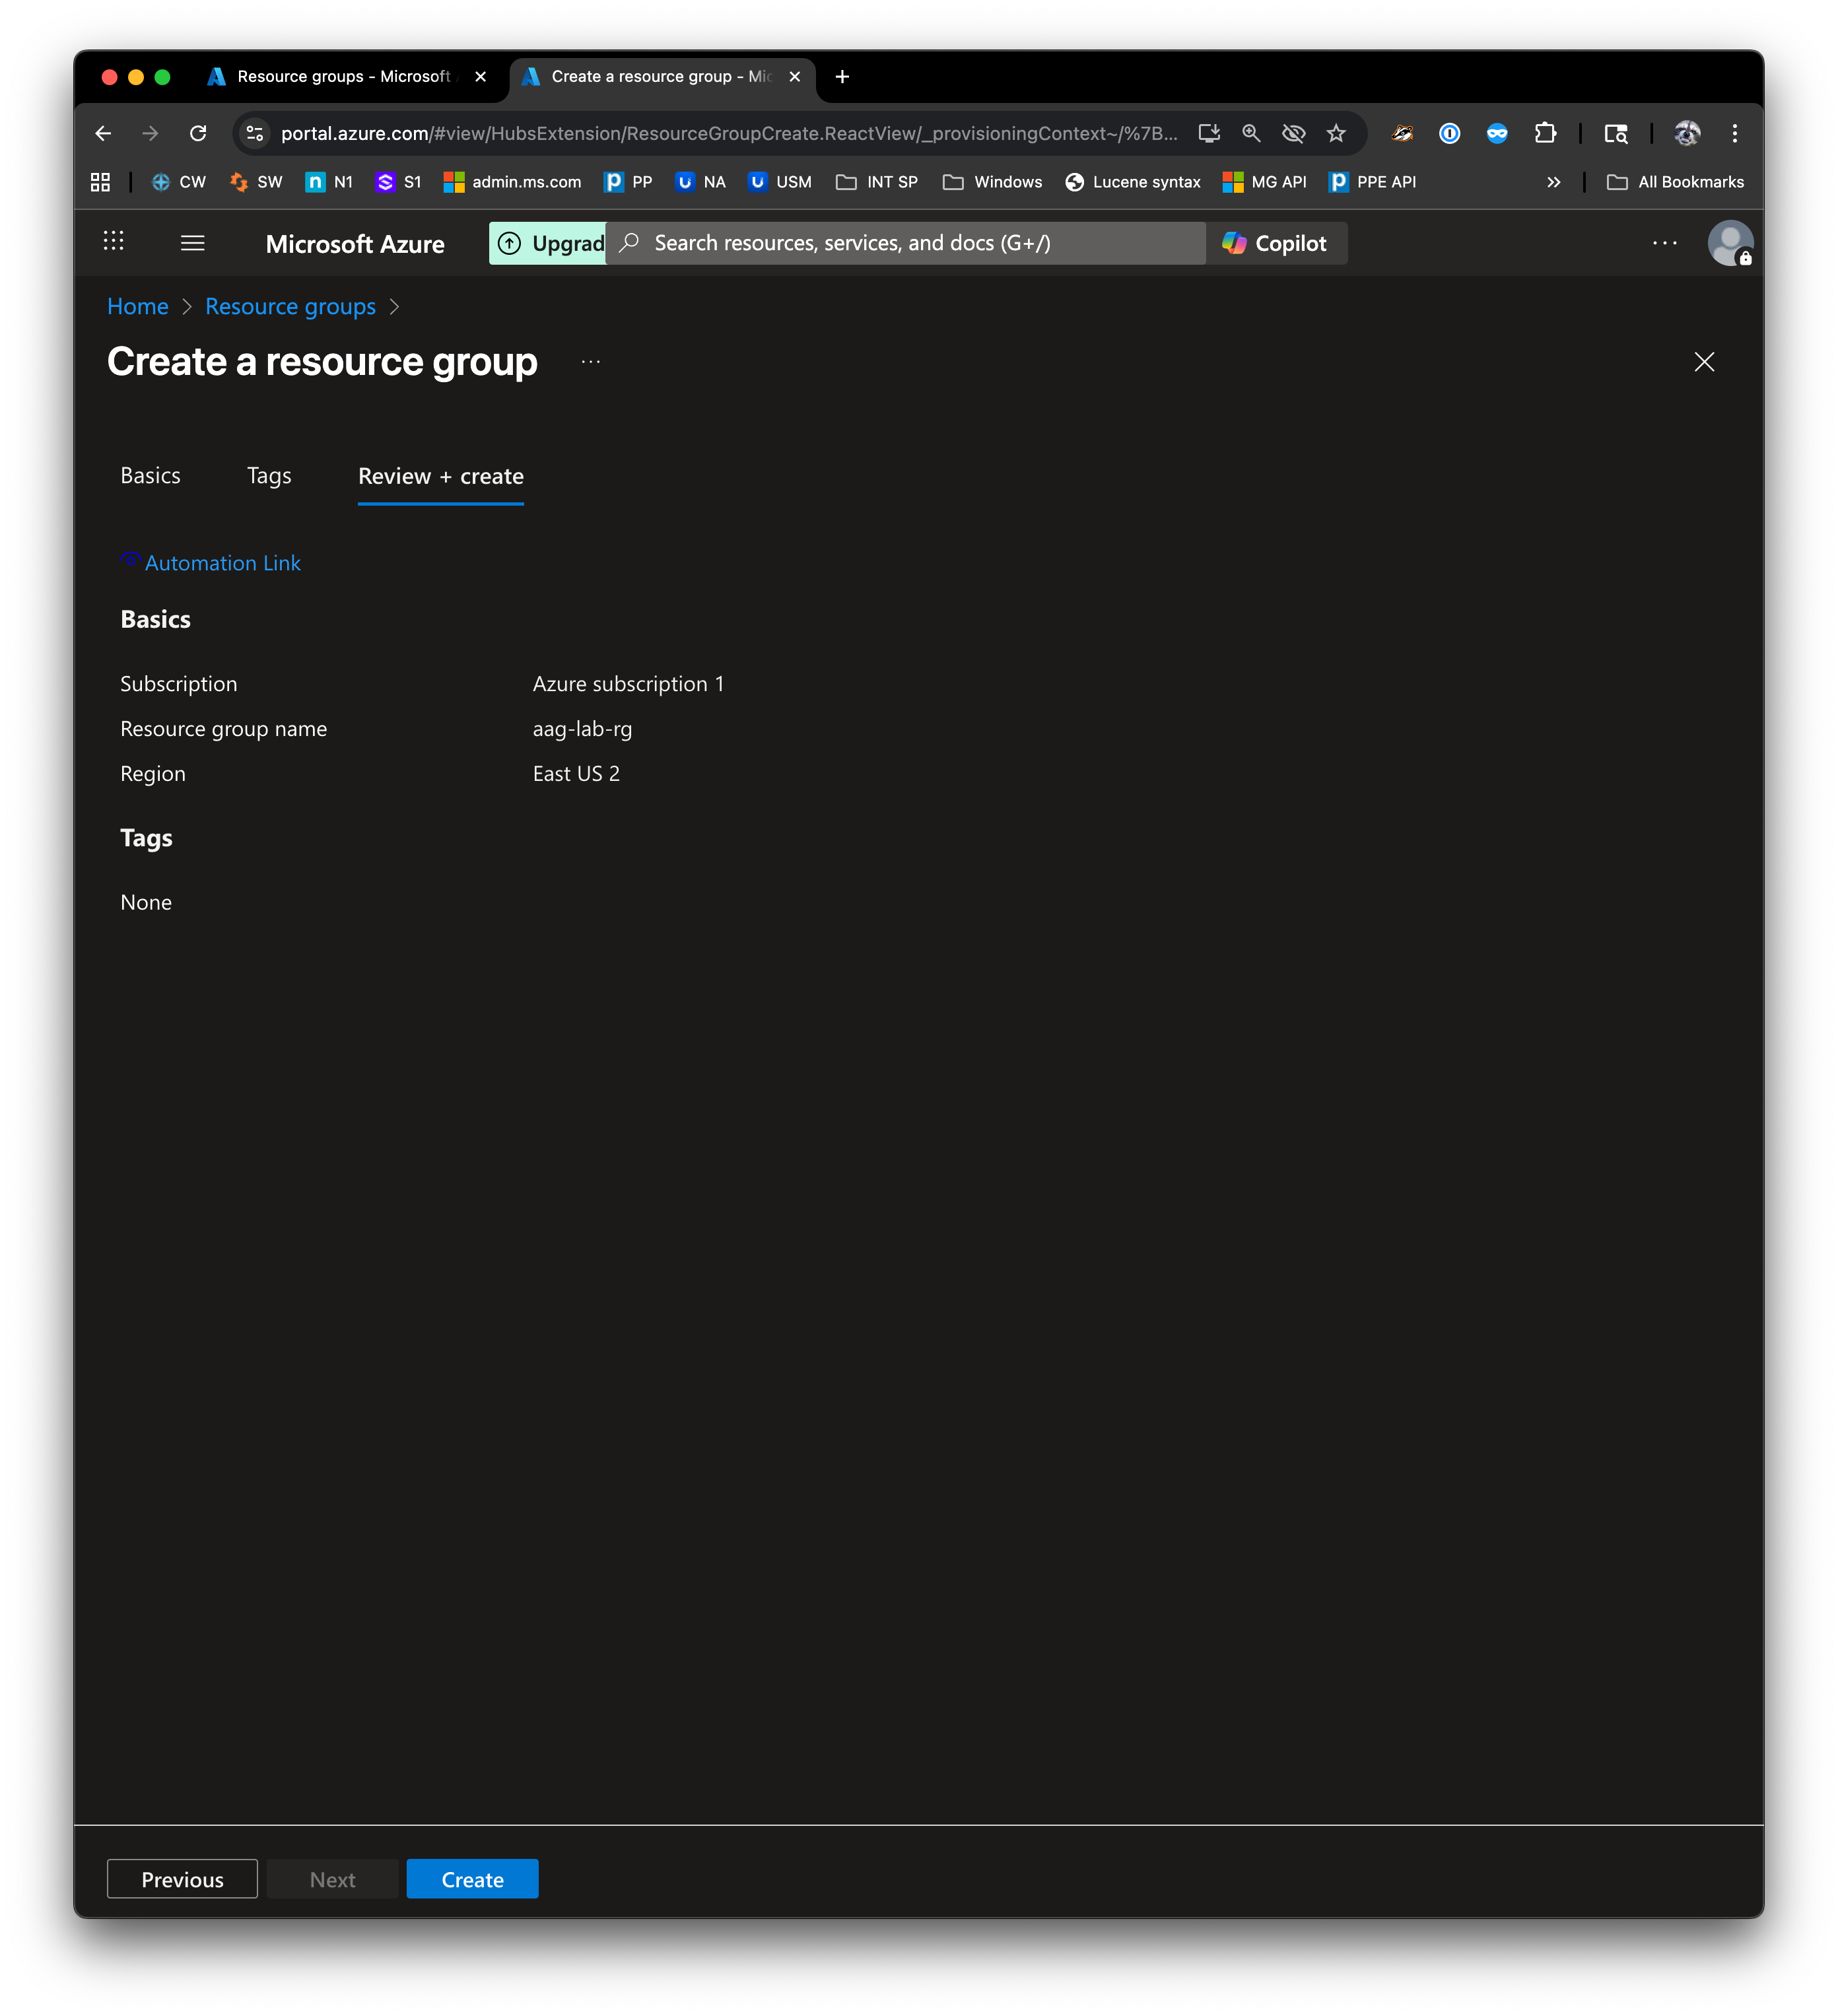 Resource groups - Microsoft
Create a resource group - Mic
portal.azure.com/#view/HubsExtension/ResourceGroupCreate.ReactView/_provisioningContext~/%7B...
CW
SW
N1
S1
admin.ms.com
PP
NA
USM
INT SP
Windows
Lucene syntax
MG API
PPE API
All Bookmarks
Microsoft Azure
Upgrad
Search resources, services, and docs (G+/)
Copilot
Home > Resource groups >
Create a resource group ...
Basics
Tags
Review + create
Automation Link
Basics
Subscription Azure subscription 1
Resource group name aag-lab-rg
Region East US 2
Tags
None
Previous
Next
Create